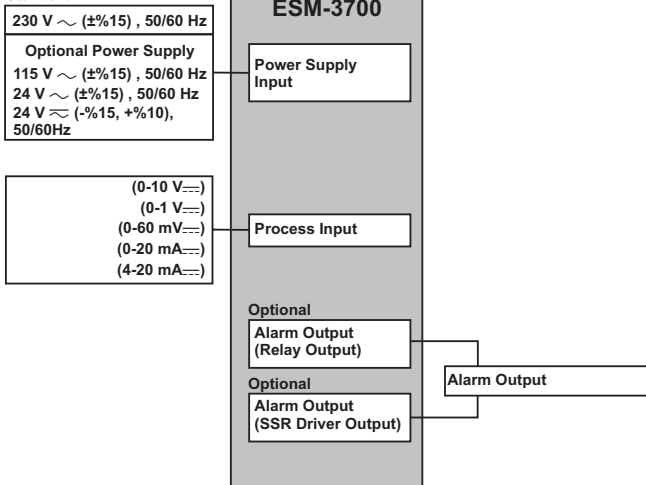 ESM-3700
230 V ～ (±%15) , 50/60 Hz
Optional Power Supply
115 V ～ (±%15) , 50/60 Hz
24 V ～ (±%15) , 50/60 Hz
24 V ⏦ (-%15, +%10),
50/60Hz
Power Supply
Input
(0-10 V⎓)
(0-1 V⎓)
(0-60 mV⎓)
(0-20 mA⎓)
(4-20 mA⎓)
Process Input
Optional
Alarm Output
(Relay Output)
Optional
Alarm Output
(SSR Driver Output)
Alarm Output